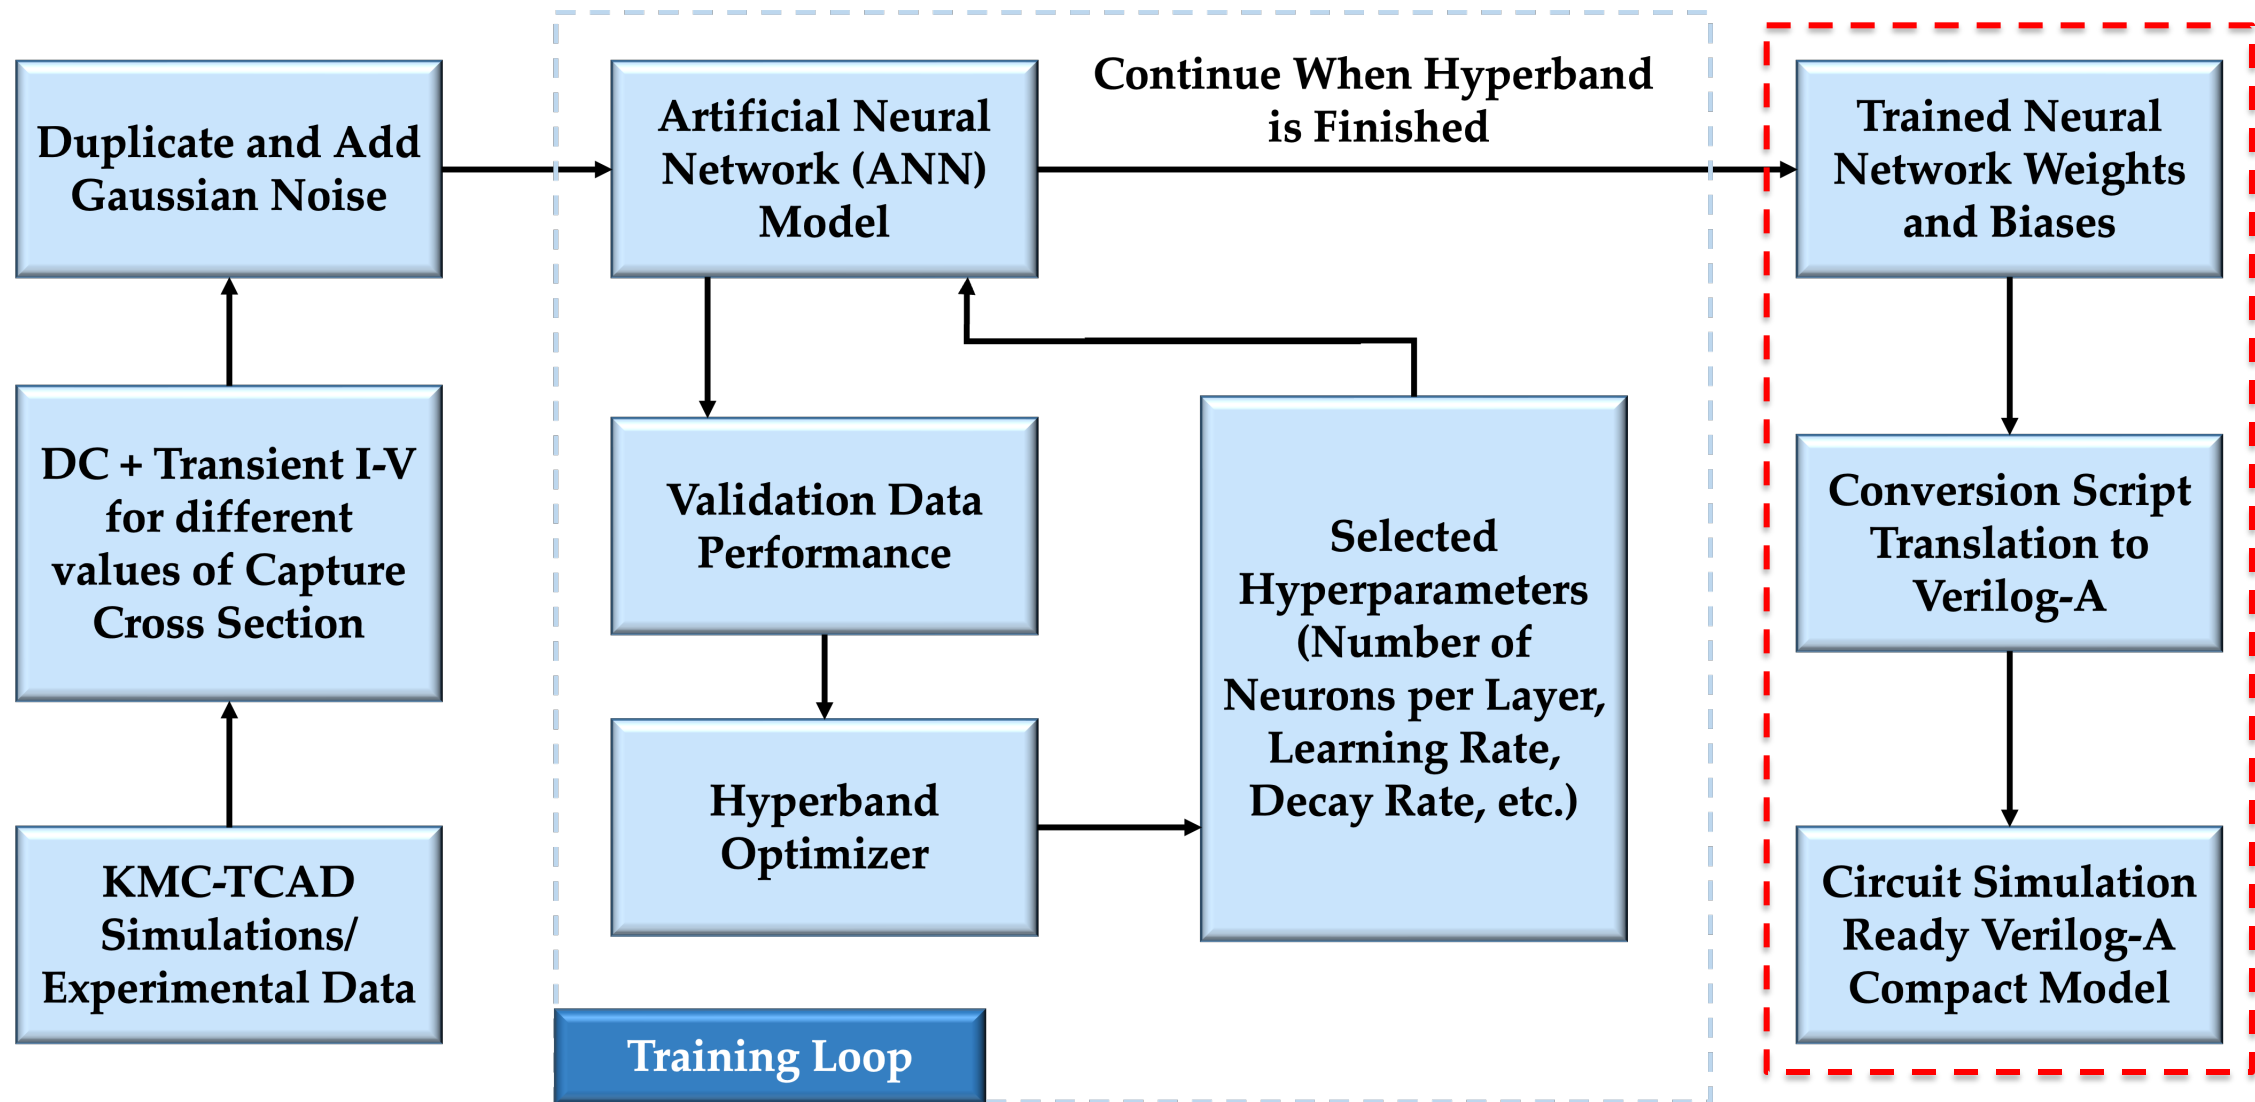 Duplicate and Add
Gaussian Noise
DC + Transient I-V
for different
values of Capture
Cross Section
KMC-TCAD
Simulations/
Experimental Data
Artificial Neural
Network (ANN)
Model
Continue When Hyperband
is Finished
Validation Data
Performance
Hyperband
Optimizer
Selected
Hyperparameters
(Number of
Neurons per Layer,
Learning Rate,
Decay Rate, etc.)
Training Loop
Trained Neural
Network Weights
and Biases
Conversion Script
Translation to
Verilog-A
Circuit Simulation
Ready Verilog-A
Compact Model